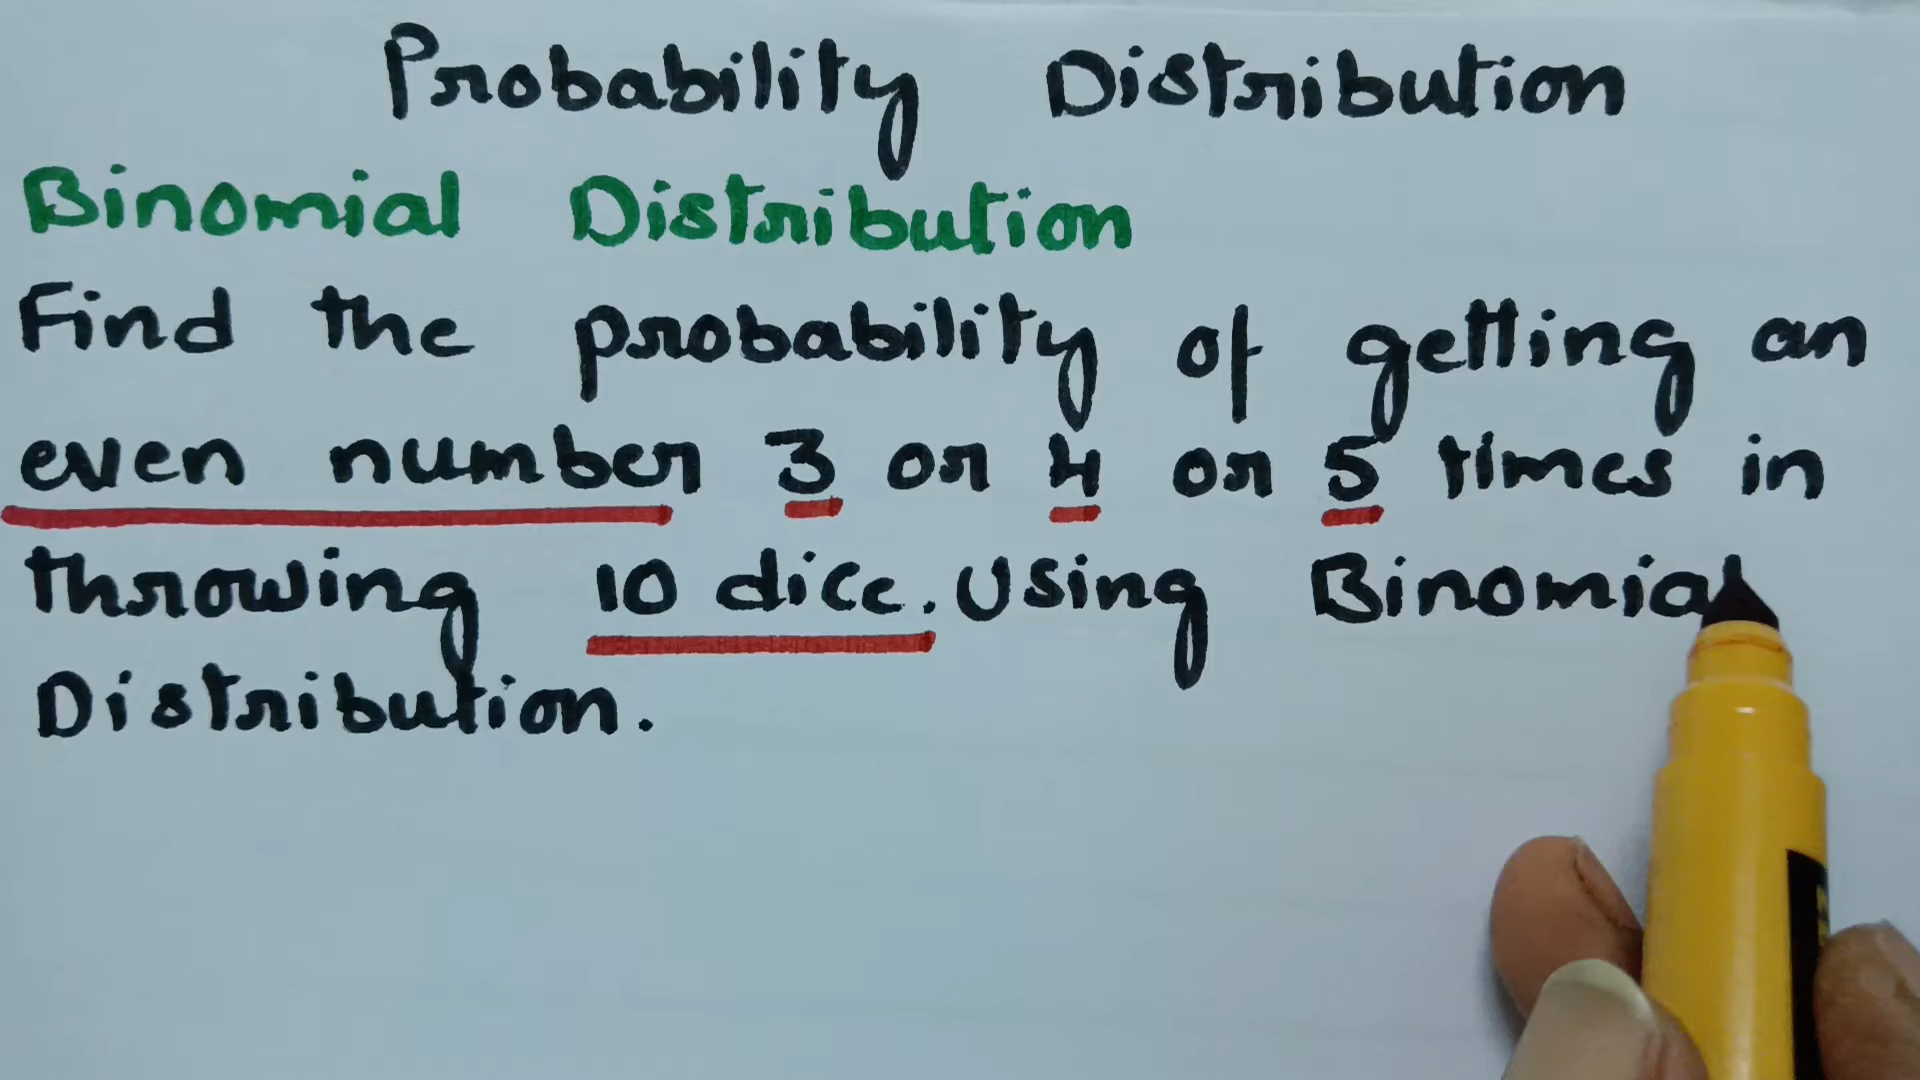 Probability Distribution
Binomial Distribution
Find the probability of getting an
even number 3 or 4 or 5 times in
throwing 10 dice. Using Binomial
Distribution.